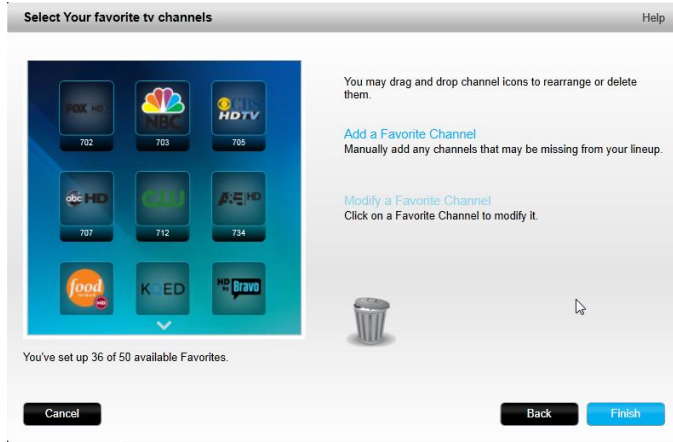 Select Your favorite tv channels
Help
FOX HD
NBC
CBS
HDTV
702
703
705
abc HD
CW
A&E HD
707
712
734
food
NETWORK
HD
KQED
HD
by Bravo
You may drag and drop channel icons to rearrange or delete
them.
Add a Favorite Channel
Manually add any channels that may be missing from your lineup.
Modify a Favorite Channel
Click on a Favorite Channel to modify it.
You've set up 36 of 50 available Favorites.
Cancel
Back
Finish